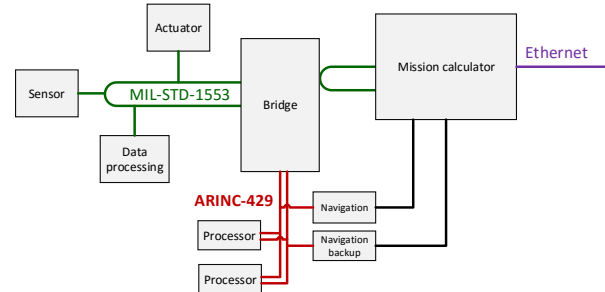 Actuator
Ethernet
Mission calculator
Sensor
MIL-STD-1553
Bridge
Data
processing
ARINC-429
Navigation
Processor
Navigation
backup
Processor